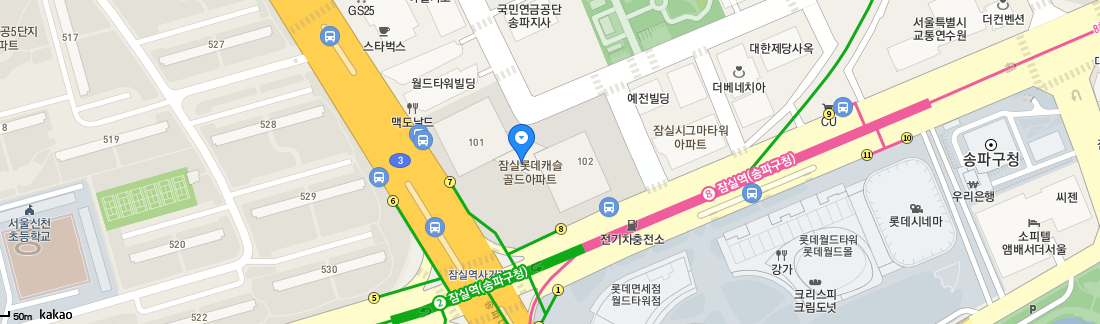 GS25
국민연금공단
송파지사
더컨벤션
서울특별시
교통연수원
공5단지
아파트
517
527
스타벅스
대한제당사옥
월드타워빌딩
더베네치아
예전빌딩
8
528
맥도날드
101
102
3
잠실시그마타워
아파트
CU
9
10
11
송파구청
잠실롯데캐슬
골드아파트
8 잠실역(송파구청)
7
6
529
우리은행
씨젠
서울신천
초등학교
519
520
8
전기차충전소
롯데시네마
롯데월드타워
롯데월드몰
소피텔
앰배서더서울
강가
530
잠실역사거리
2 잠실역(송파구청)
5
1
롯데면세점
월드타워점
크리스피
크림도넛
522
P
50m
kakao